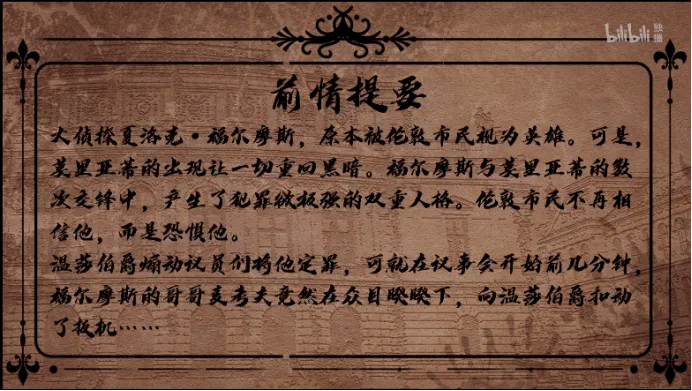 bilibili 独播
前情提要
大侦探夏洛克·福尔摩斯，原本被伦敦市民视为英雄。可是，
莫里亚蒂的出现让一切重回黑暗。福尔摩斯与莫里亚蒂的数
次交锋中，产生了犯罪欲极强的双重人格。伦敦市民不再相
信他，而是恐惧他。
温莎伯爵煽动议员们将他定罪，可就在议事会开始前几分钟，
福尔摩斯的哥哥麦考夫竟然在众目睽睽下，向温莎伯爵扣动
了扳机……